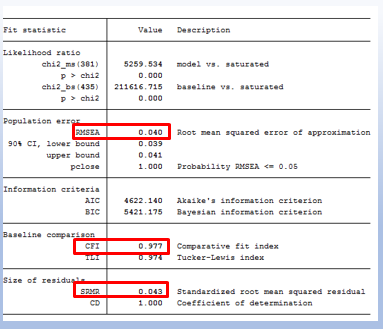 Fit statistic Value Description
Likelihood ratio
chi2_ms(381) 5259.534 model vs. saturated
p > chi2 0.000
chi2_bs(435) 211616.715 baseline vs. saturated
p > chi2 0.000
Population error
RMSEA 0.040 Root mean squared error of approximation
90% CI, lower bound 0.039
upper bound 0.041
pclose 1.000 Probability RMSEA <= 0.05
Information criteria
AIC 4622.140 Akaike's information criterion
BIC 5421.175 Bayesian information criterion
Baseline comparison
CFI 0.977 Comparative fit index
TLI 0.974 Tucker-Lewis index
Size of residuals
SRMR 0.043 Standardized root mean squared residual
CD 1.000 Coefficient of determination